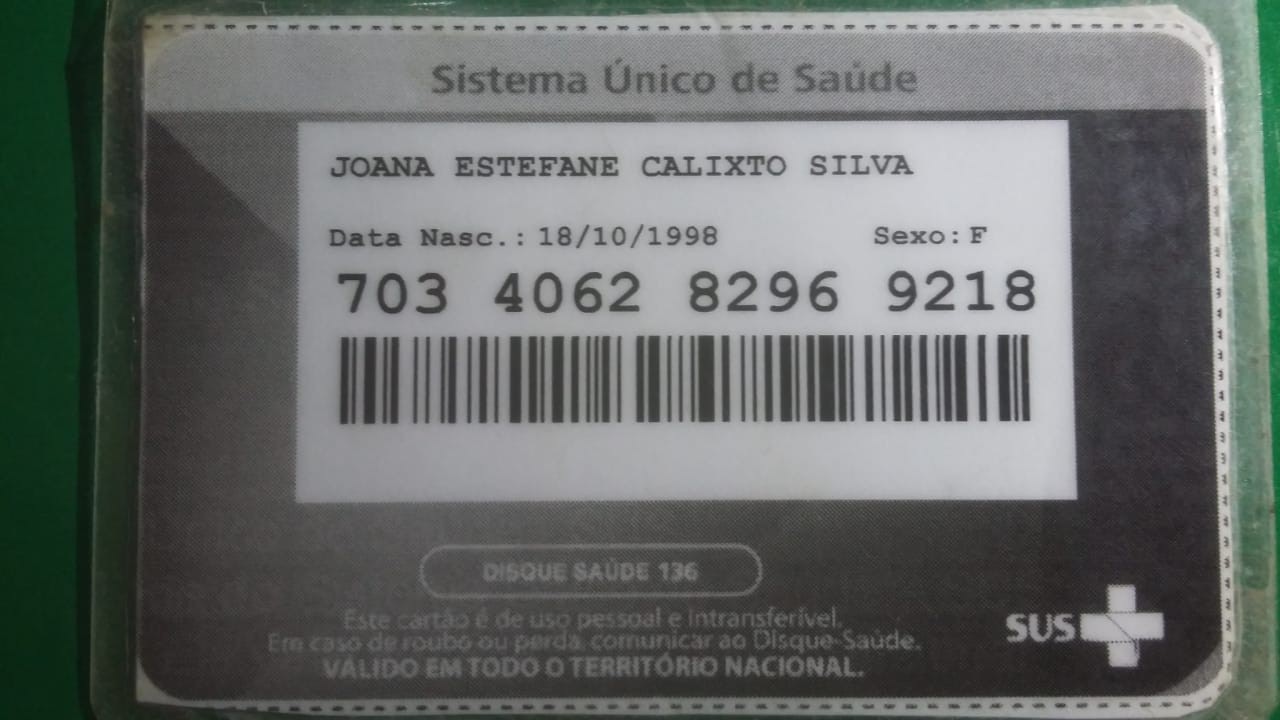 Sistema Único de Saúde
JOANA ESTEFANE CALIXTO SILVA
Data Nasc.: 18/10/1998 Sexo: F
703 4062 8296 9218
DISQUE SAÚDE 136
Este cartão é de uso pessoal e intransferível.
Em caso de roubo ou perda, comunicar ao Disque-Saúde.
VÁLIDO EM TODO O TERRITÓRIO NACIONAL.
SUS